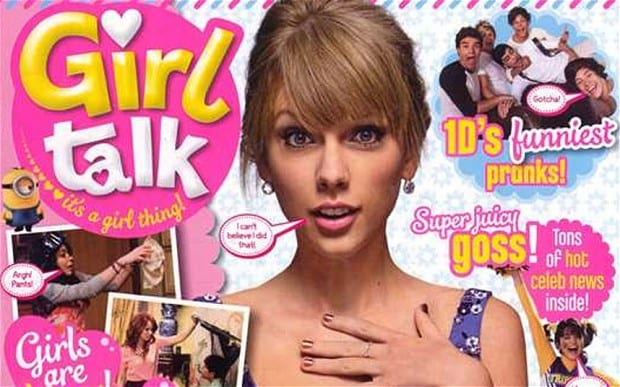 Girl
talk
it's a girl thing!
Gotcha!
1D's funniest
pranks!
I can't
believe I did
that!
Super juicy
goss!
Tons
of hot
celeb news
inside!
Argh!
Pants!
Girls
are